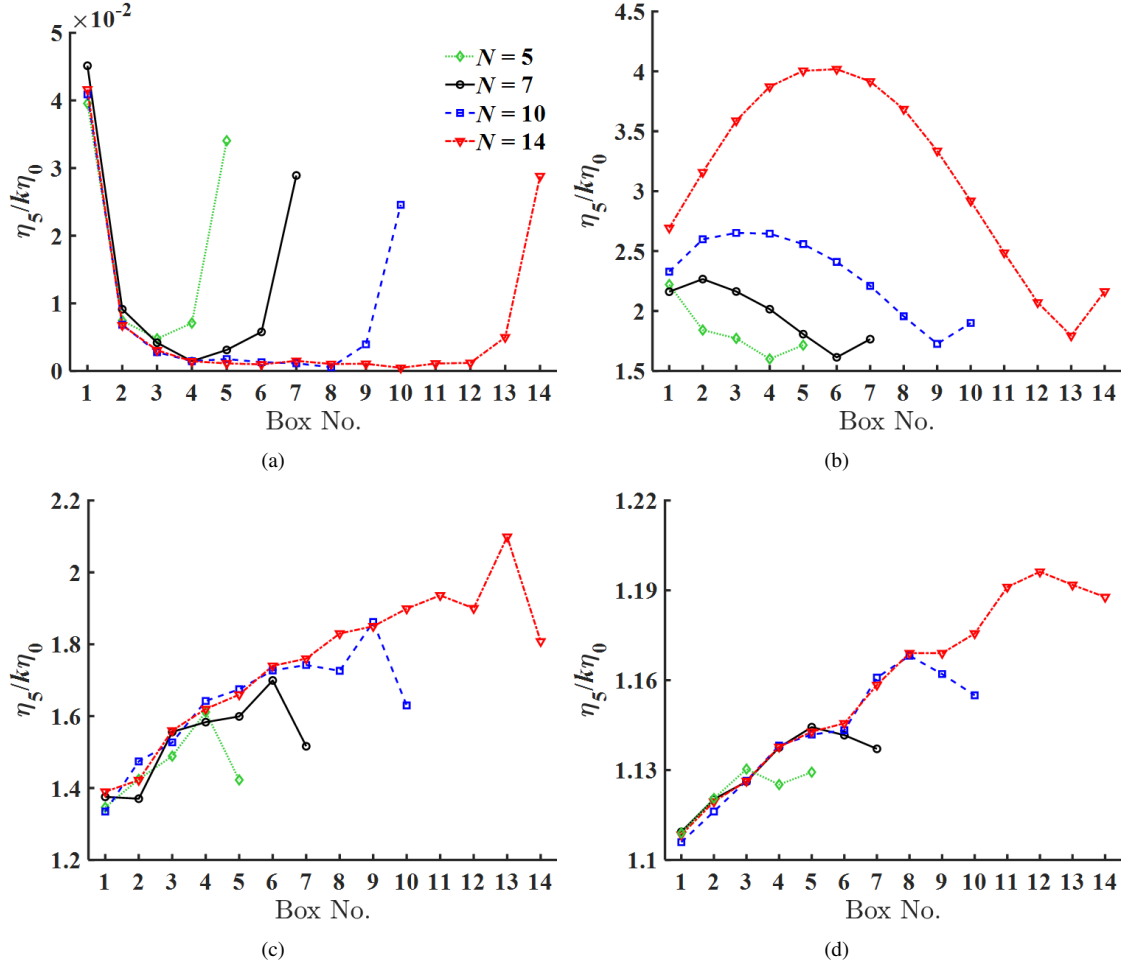 ×10⁻²
5
4
3
2
1
0
η₅/kη₀
1 2 3 4 5 6 7 8 9 10 11 12 13 14
Box No.
N = 5
N = 7
N = 10
N = 14
(a)
4.5
4
3.5
3
2.5
2
1.5
η₅/kη₀
1 2 3 4 5 6 7 8 9 10 11 12 13 14
Box No.
(b)
2.2
2
1.8
1.6
1.4
1.2
η₅/kη₀
1 2 3 4 5 6 7 8 9 10 11 12 13 14
Box No.
(c)
1.22
1.19
1.16
1.13
1.1
η₅/kη₀
1 2 3 4 5 6 7 8 9 10 11 12 13 14
Box No.
(d)